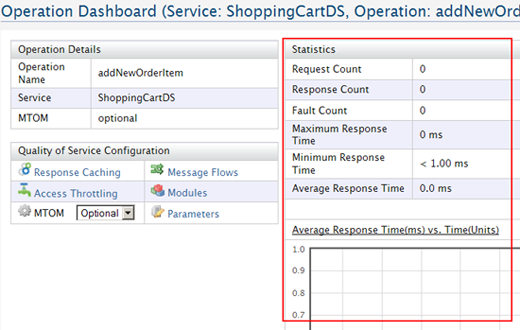 Operation Dashboard (Service: ShoppingCartDS, Operation: addNewOrd
Operation Details
Operation Name addNewOrderItem
Service ShoppingCartDS
MTOM optional
Quality of Service Configuration
Response Caching Message Flows
Access Throttling Modules
MTOM Optional Parameters
Statistics
Request Count 0
Response Count 0
Fault Count 0
Maximum Response Time 0 ms
Minimum Response Time < 1.00 ms
Average Response Time 0.0 ms
Average Response Time(ms) vs. Time(Units)
1.0
0.9
0.8
0.7